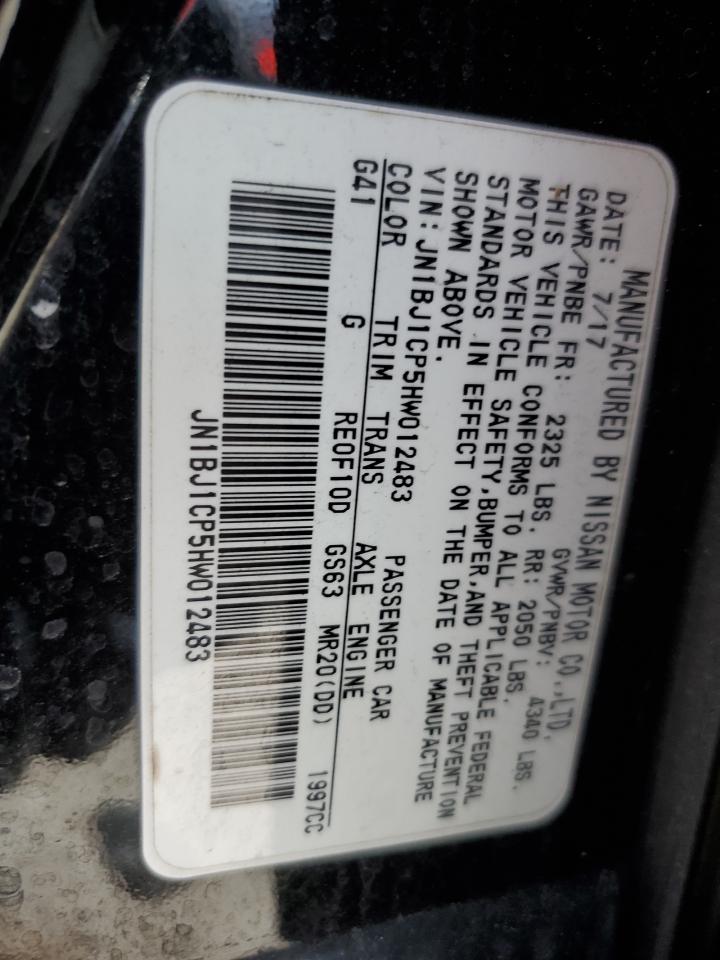 MANUFACTURED BY NISSAN MOTOR CO.,LTD.
DATE: 7/17 GVWR/PNBV: 4340 LBS.
GAWR/PNBE FR: 2325 LBS. RR: 2050 LBS.
THIS VEHICLE CONFORMS TO ALL APPLICABLE FEDERAL
MOTOR VEHICLE SAFETY,BUMPER,AND THEFT PREVENTION
STANDARDS IN EFFECT ON THE DATE OF MANUFACTURE
SHOWN ABOVE.
VIN:JN1BJ1CP5HW012483 PASSENGER CAR
COLOR TRIM TRANS AXLE ENGINE
G41 G RE0F10D GS63 MR20(DD) 1997CC
JN1BJ1CP5HW012483